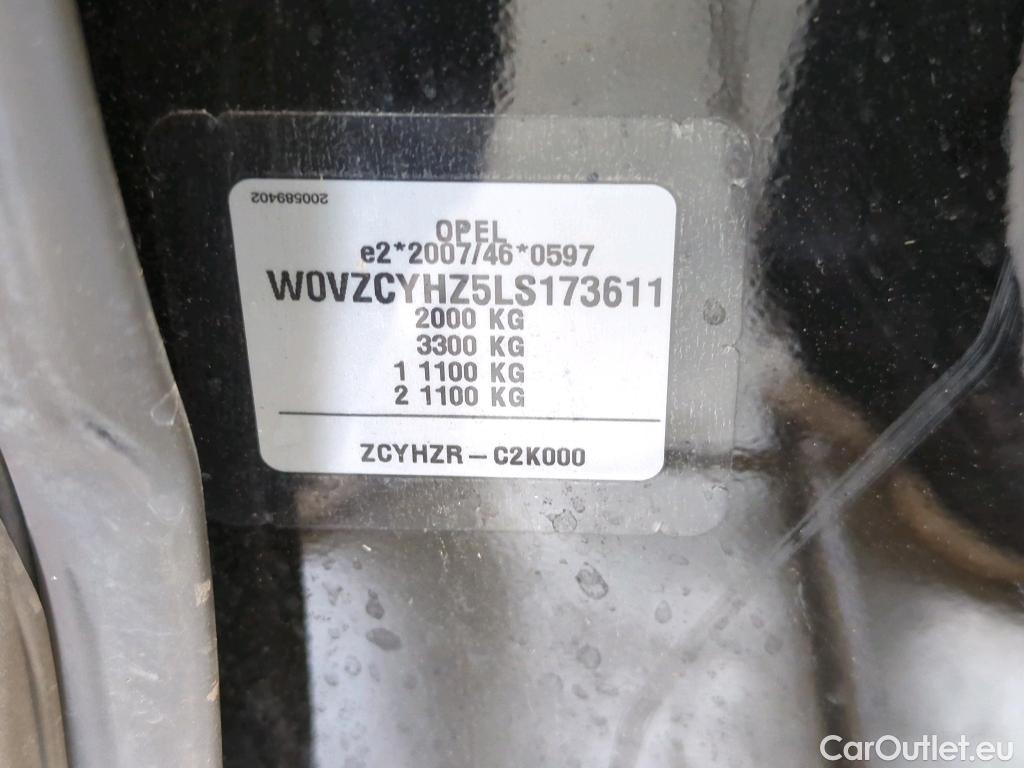 200589402
OPEL
e2*2007/46*0597
W0VZCYHZ5LS173611
2000 KG
3300 KG
1 1100 KG
2 1100 KG
ZCYHZR – C2K000
CarOutlet.eu